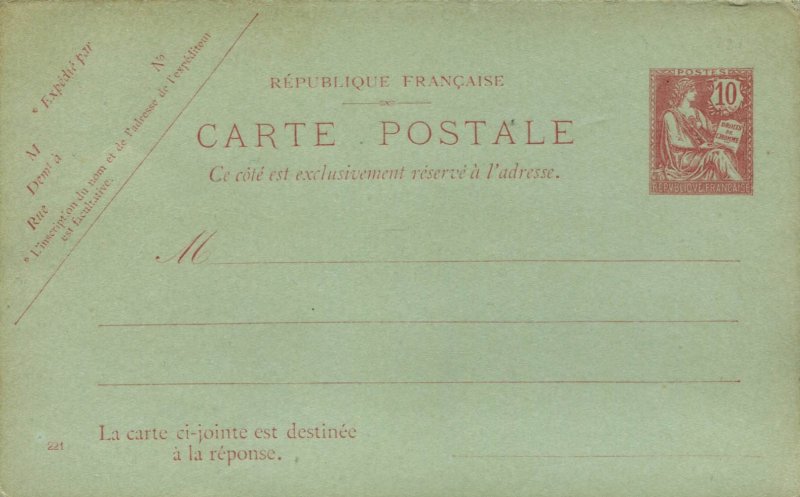 * Expédié par
M
Demt à
Rue
No
* L'inscription du nom et de l'adresse de l'expéditeur
est facultative.
RÉPUBLIQUE FRANÇAISE
CARTE POSTALE
Ce côté est exclusivement réservé à l'adresse.
POSTES
10
DROITS
DE
L'HOMME
REPUBLIQUE FRANÇAISE
M
La carte ci-jointe est destinée
à la réponse.
221